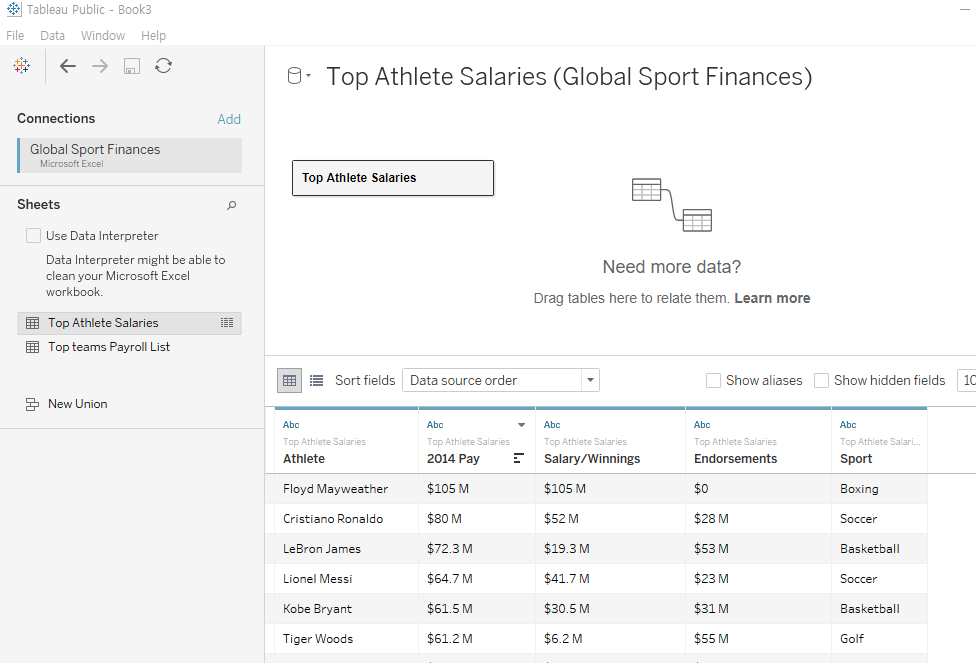 Tableau Public - Book3
File Data Window Help
Connections Add
Global Sport Finances
Microsoft Excel
Sheets
Use Data Interpreter
Data Interpreter might be able to
clean your Microsoft Excel
workbook.
Top Athlete Salaries
Top teams Payroll List
New Union
Top Athlete Salaries (Global Sport Finances)
Top Athlete Salaries
Need more data?
Drag tables here to relate them. Learn more
Sort fields Data source order Show aliases Show hidden fields 10
Abc Abc Abc Abc Abc
Top Athlete Salaries Top Athlete Salaries Top Athlete Salaries Top Athlete Salaries Top Athlete Salari...
Athlete 2014 Pay Salary/Winnings Endorsements Sport
Floyd Mayweather $105 M $105 M $0 Boxing
Cristiano Ronaldo $80 M $52 M $28 M Soccer
LeBron James $72.3 M $19.3 M $53 M Basketball
Lionel Messi $64.7 M $41.7 M $23 M Soccer
Kobe Bryant $61.5 M $30.5 M $31 M Basketball
Tiger Woods $61.2 M $6.2 M $55 M Golf